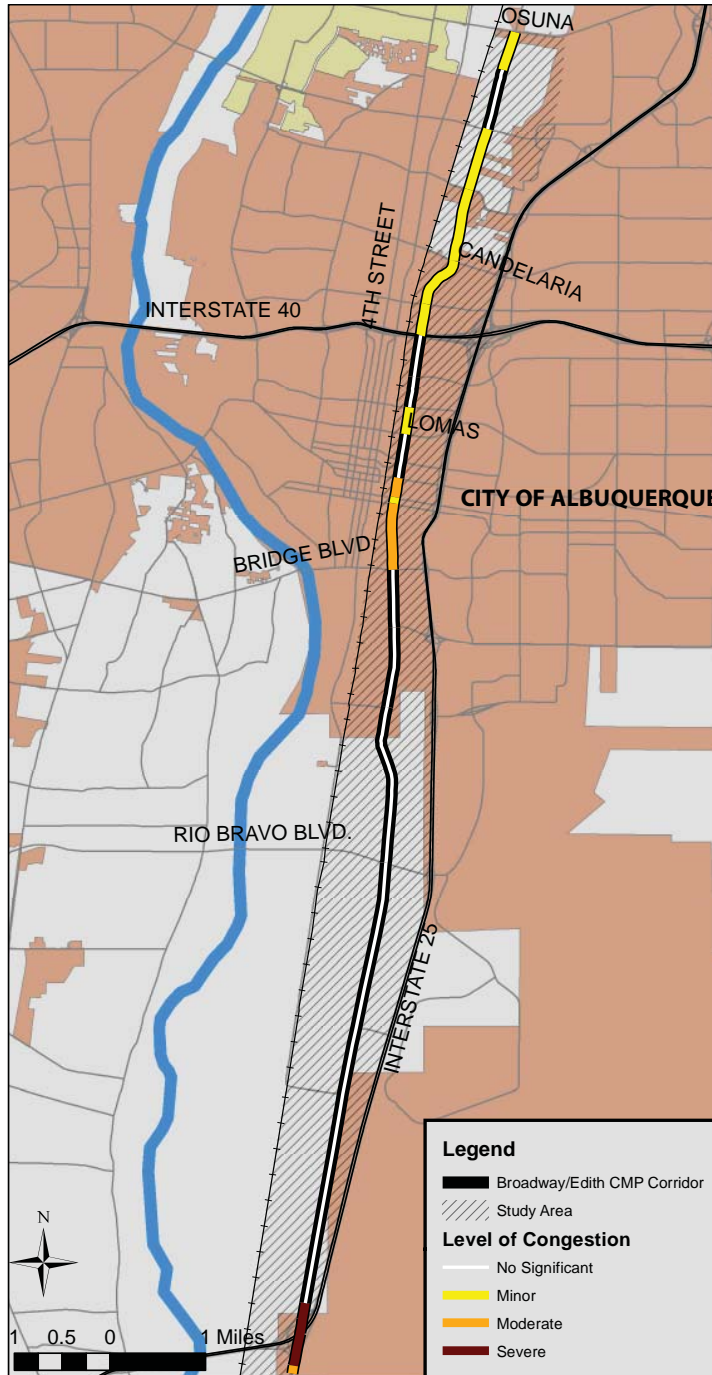 OSUNA
4TH STREET
CANDELARIA
INTERSTATE 40
LOMAS
CITY OF ALBUQUERQUE
BRIDGE BLVD
RIO BRAVO BLVD.
INTERSTATE 25
Legend
Broadway/Edith CMP Corridor
Study Area
Level of Congestion
No Significant
Minor
Moderate
Severe
N
1 0.5 0 1 Miles